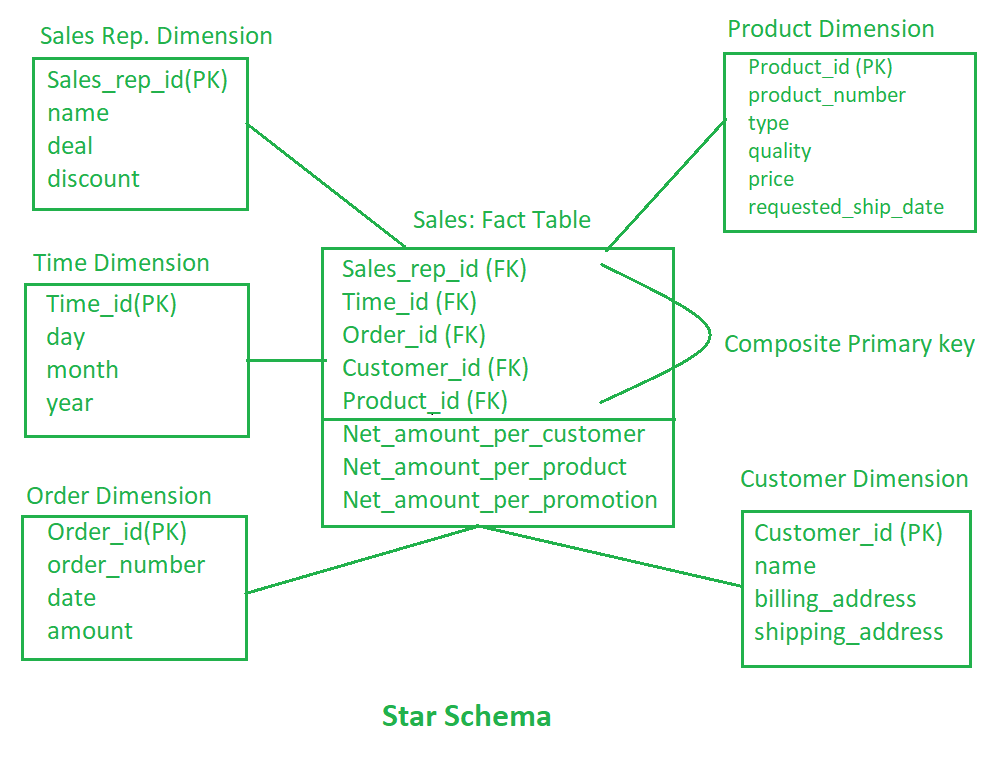 Sales Rep. Dimension
Sales_rep_id(PK)
name
deal
discount
Product Dimension
Product_id (PK)
product_number
type
quality
price
requested_ship_date
Time Dimension
Time_id(PK)
day
month
year
Sales: Fact Table
Sales_rep_id (FK)
Time_id (FK)
Order_id (FK)
Customer_id (FK)
Product_id (FK)
Net_amount_per_customer
Net_amount_per_product
Net_amount_per_promotion
Composite Primary key
Order Dimension
Order_id(PK)
order_number
date
amount
Customer Dimension
Customer_id (PK)
name
billing_address
shipping_address
Star Schema